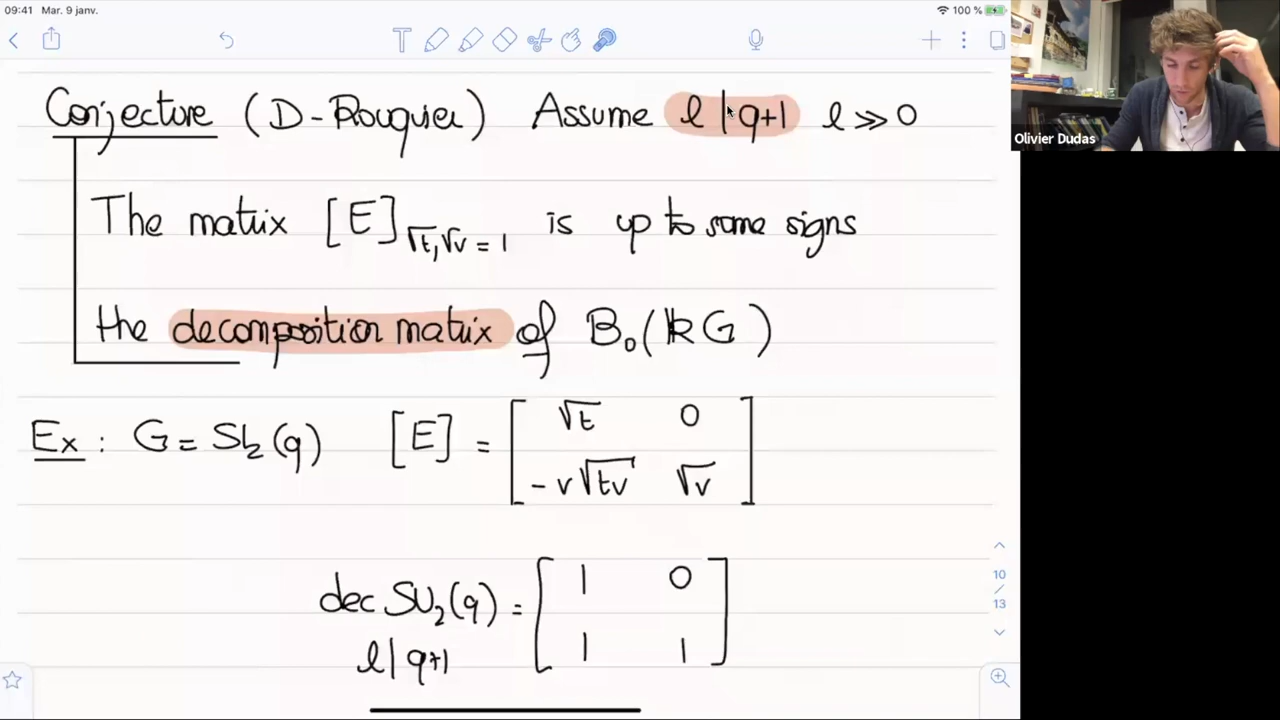 09:41 Mar. 9 janv.
100 %
Conjecture (D-Rouquier) Assume l | q+1 l ≫ 0
The matrix [E]√t,√v = 1 is up to some signs
the decomposition matrix of B₀(kG)
Ex : G = SL₂(q) [E] = [ √t 0
-v√tv √v ]
dec SU₂(q) = [ 1 0
l | q+1 1 1 ]
10
/
13
Olivier Dudas